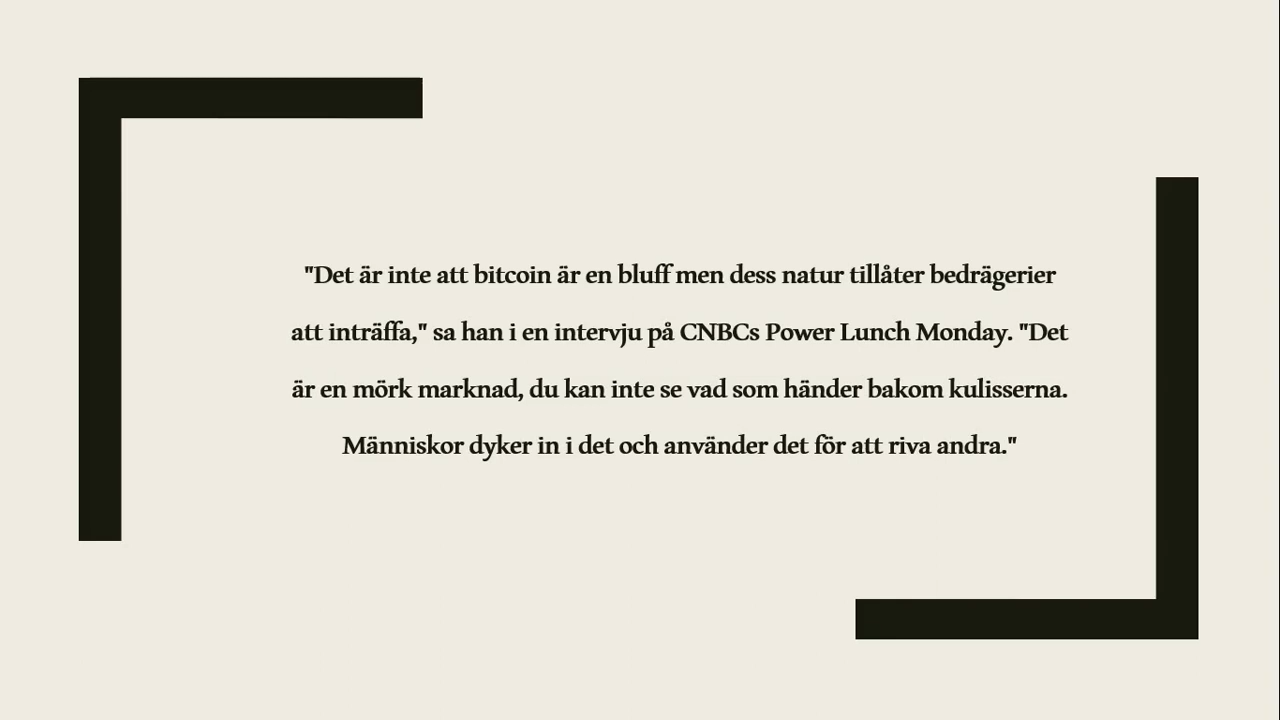 "Det är inte att bitcoin är en bluff men dess natur tillåter bedrägerier
att inträffa," sa han i en intervju på CNBCs Power Lunch Monday. "Det
är en mörk marknad, du kan inte se vad som händer bakom kulisserna.
Människor dyker in i det och använder det för att riva andra."